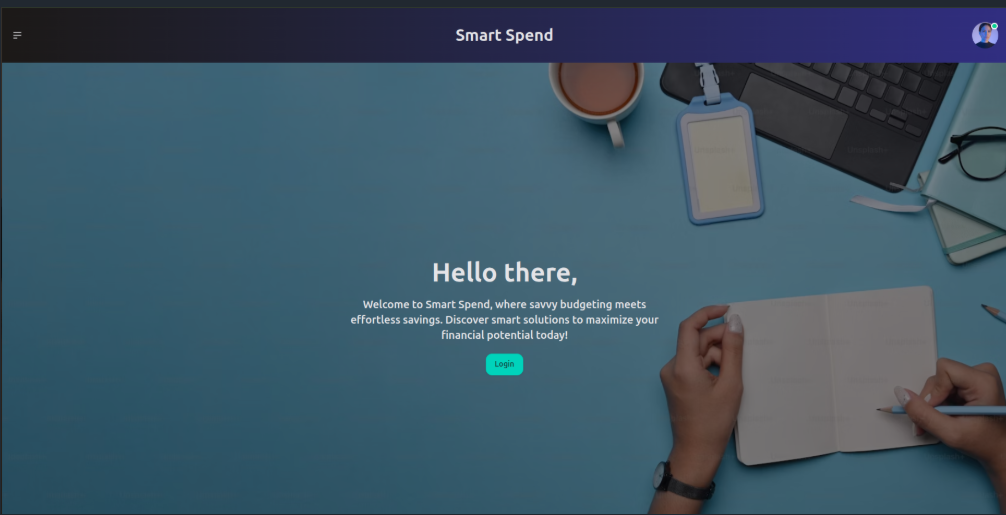 Smart Spend
Hello there,
Welcome to Smart Spend, where savvy budgeting meets
effortless savings. Discover smart solutions to maximize your
financial potential today!
Login